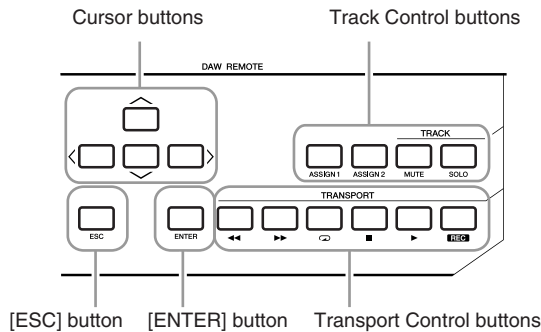 Cursor buttons
Track Control buttons
DAW REMOTE
TRACK
ASSIGN 1 ASSIGN 2 MUTE SOLO
TRANSPORT
ESC ENTER REC
[ESC] button [ENTER] button Transport Control buttons